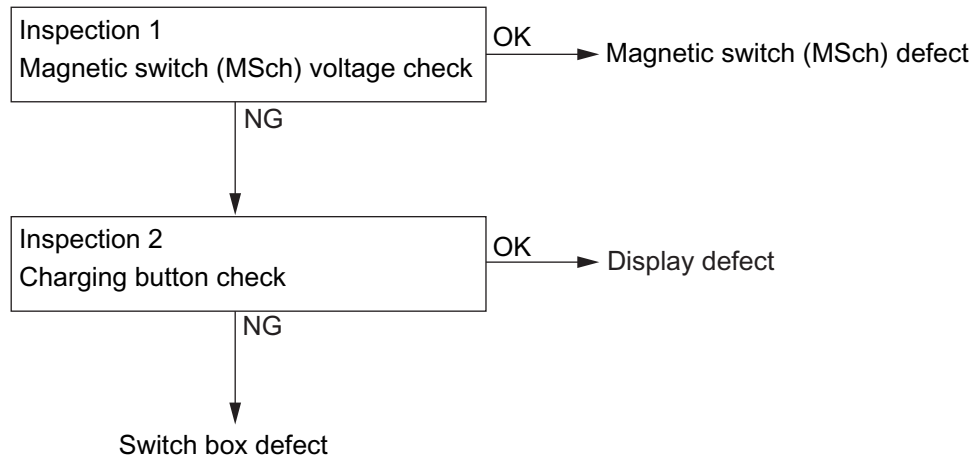 Inspection 1
Magnetic switch (MSch) voltage check
OK
Magnetic switch (MSch) defect
NG
Inspection 2
Charging button check
OK
Display defect
NG
Switch box defect